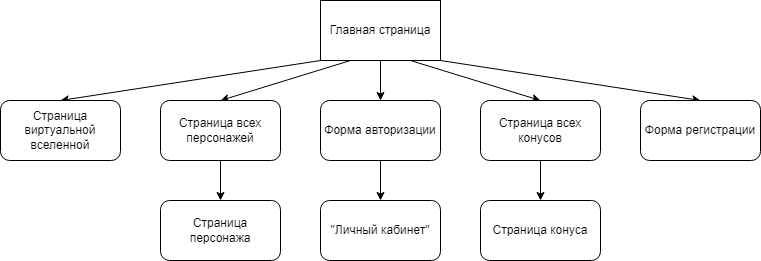 Главная страница
Страница
виртуальной
вселенной
Страница всех
персонажей
Форма авторизации
Страница всех
конусов
Форма регистрации
Страница
персонажа
"Личный кабинет"
Страница конуса